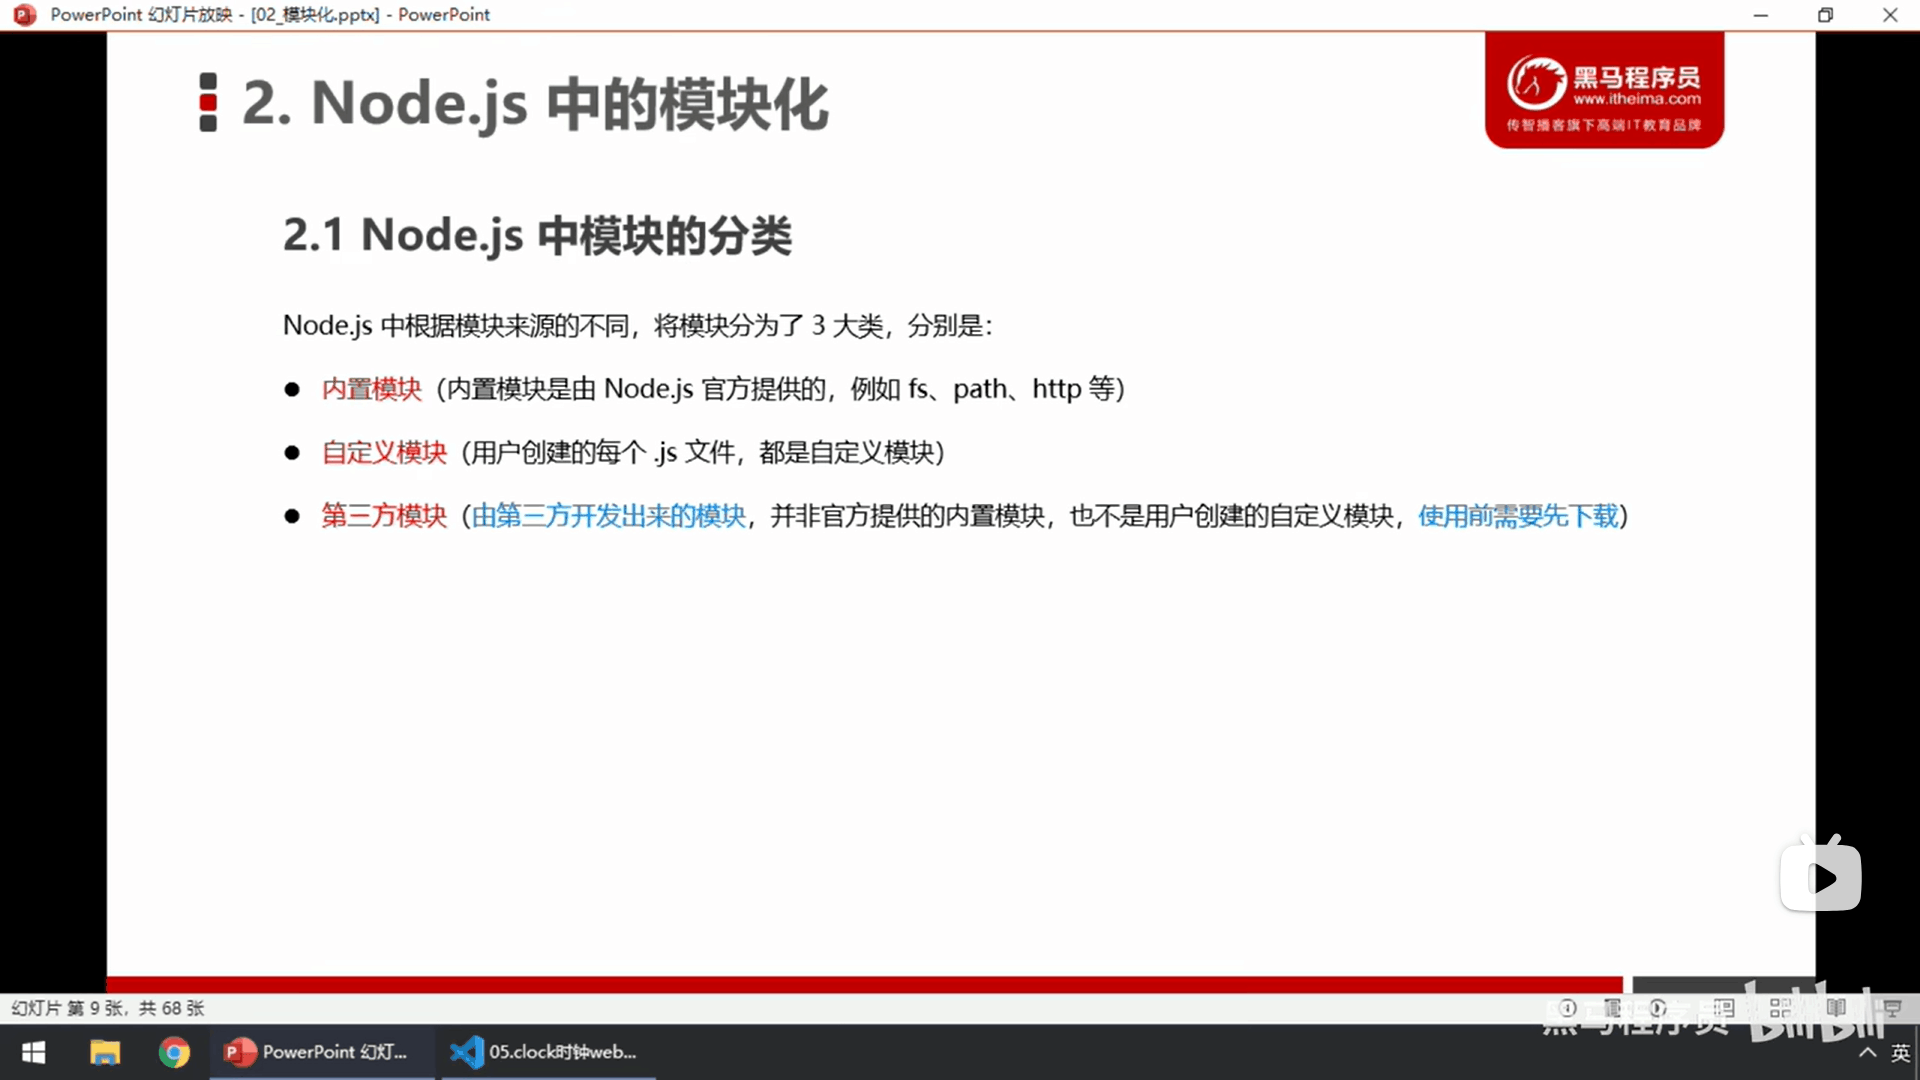 PowerPoint 幻灯片放映 - [02_模块化.pptx] - PowerPoint
2. Node.js 中的模块化
黑马程序员
www.itheima.com
传智播客旗下高端IT教育品牌
2.1 Node.js 中模块的分类
Node.js 中根据模块来源的不同，将模块分为了 3 大类，分别是：
● 内置模块（内置模块是由 Node.js 官方提供的，例如 fs、path、http 等）
● 自定义模块（用户创建的每个 .js 文件，都是自定义模块）
● 第三方模块（由第三方开发出来的模块，并非官方提供的内置模块，也不是用户创建的自定义模块，使用前需要先下载）
幻灯片 第 9 张，共 68 张
黑马程序员 bilibili
PowerPoint 幻灯...
05.clock时钟web...
英